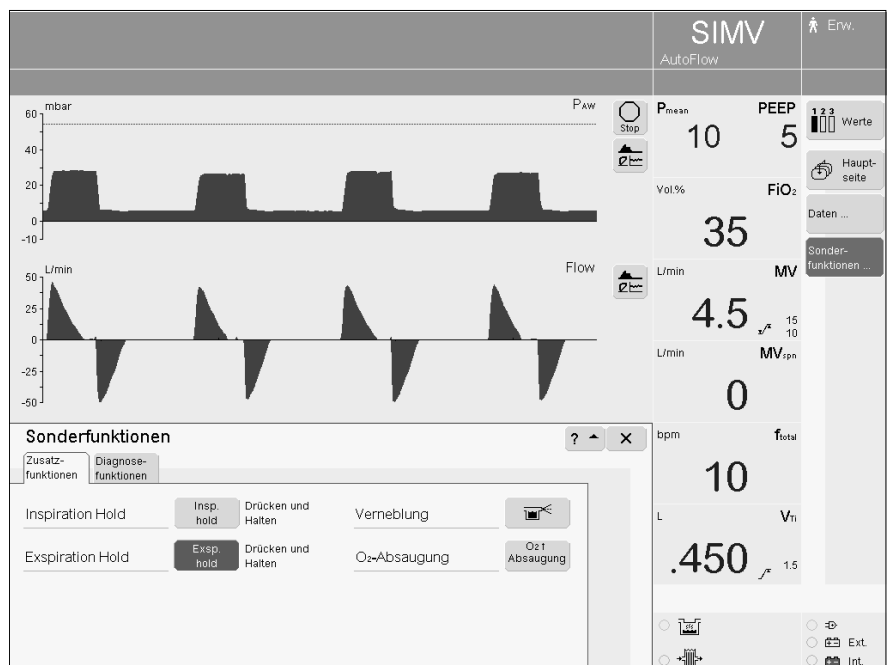 SIMV
AutoFlow
Erw.
mbar
PAW
60
40
20
0
-10
Stop
L/min
Flow
50
25
0
-25
-50
Pmean PEEP
10 5
Vol.% FiO₂
35
L/min MV
4.5
15
10
L/min MVspn
0
bpm ftotal
10
L VTi
.450
1.5
1 2 3
Werte
Haupt-
seite
Daten ...
Sonder-
funktionen ...
Sonderfunktionen
?
Zusatz-
funktionen
Diagnose-
funktionen
Inspiration Hold
Insp.
hold
Drücken und
Halten
Verneblung
Exspiration Hold
Exsp.
hold
Drücken und
Halten
O₂-Absaugung
O₂ ↑
Absaugung
Ext.
Int.